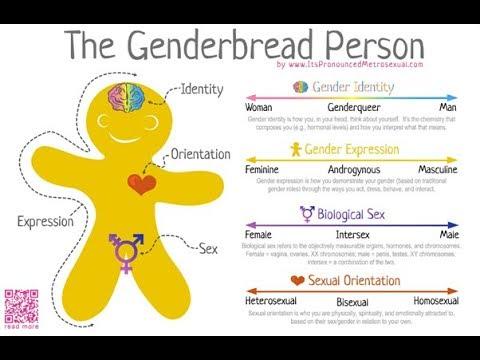 The Genderbread Person
by www.ItsPronouncedMetrosexual.com
Identity
Orientation
Expression
Sex
read more
Gender Identity
Woman Genderqueer Man
Gender identity is how you, in your head, think about yourself. It's the chemistry that
composes you (e.g., hormonal levels) and how you interpret what that means.
Gender Expression
Feminine Androgynous Masculine
Gender expression is how you demonstrate your gender (based on traditional
gender roles) through the ways you act, dress, behave, and interact.
Biological Sex
Female Intersex Male
Biological sex refers to the objectively measurable organs, hormones, and chromosomes.
Female = vagina, ovaries, XX chromosomes; male = penis, testes, XY chromosomes;
intersex = a combination of the two.
Sexual Orientation
Heterosexual Bisexual Homosexual
Sexual orientation is who you are physically, spiritually, and emotionally attracted to,
based on their sex/gender in relation to your own.